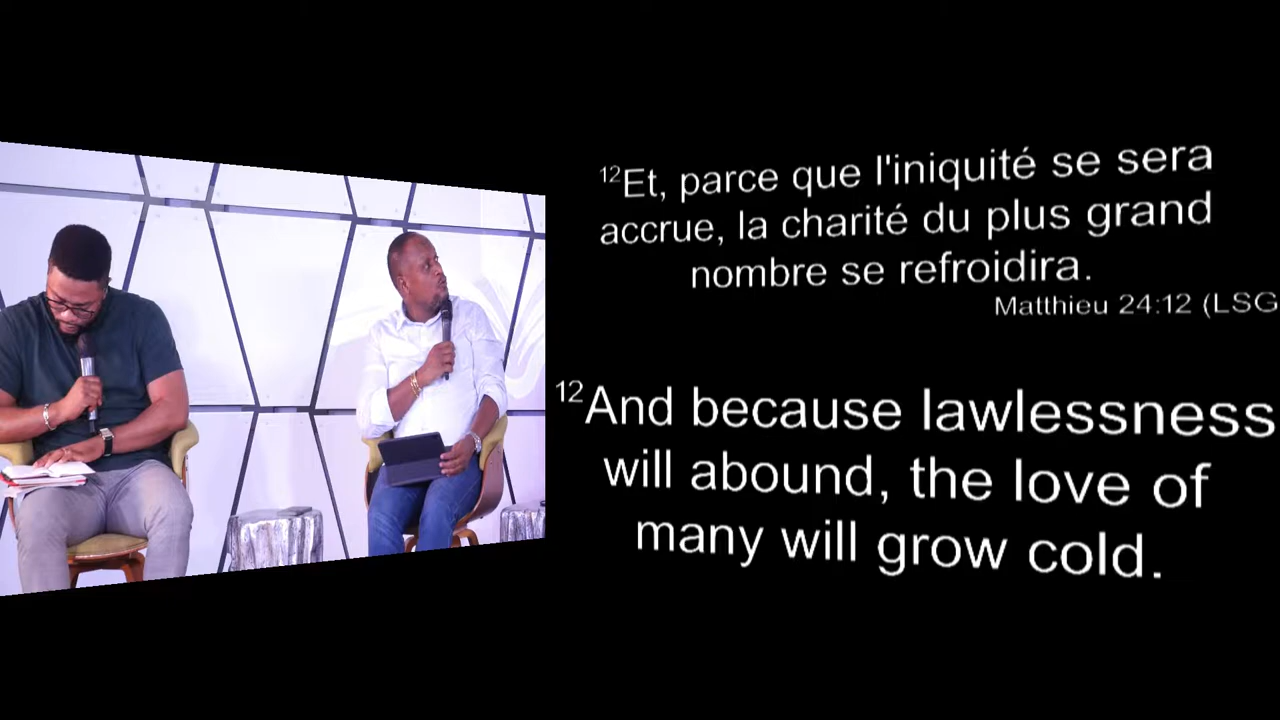 12Et, parce que l'iniquité se sera
accrue, la charité du plus grand
nombre se refroidira.
Matthieu 24:12 (LSG
12And because lawlessness
will abound, the love of
many will grow cold.